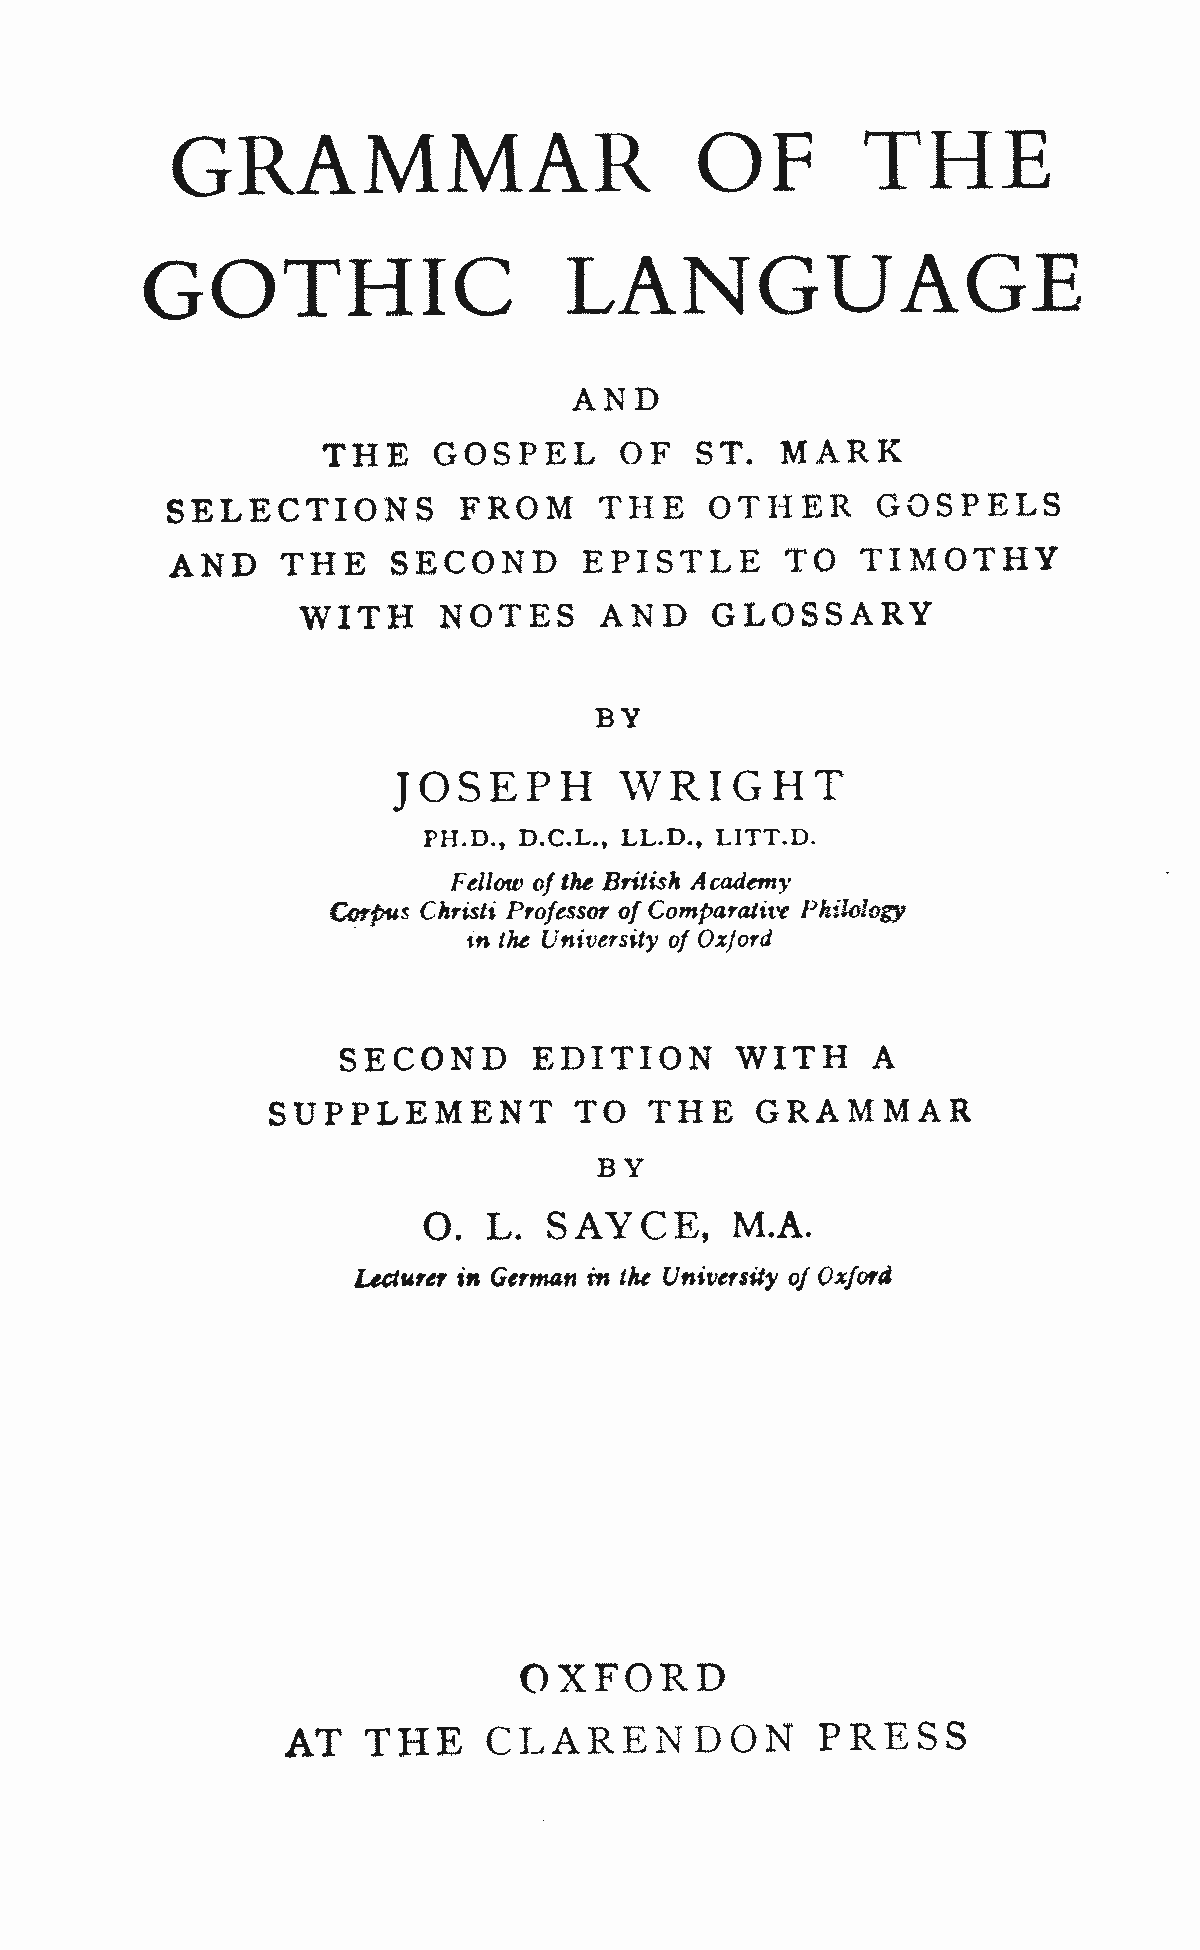 GRAMMAR OF THE
GOTHIC LANGUAGE
AND
THE GOSPEL OF ST. MARK
SELECTIONS FROM THE OTHER GOSPELS
AND THE SECOND EPISTLE TO TIMOTHY
WITH NOTES AND GLOSSARY
BY
JOSEPH WRIGHT
PH.D., D.C.L., LL.D., LITT.D.
Fellow of the British Academy
Corpus Christi Professor of Comparative Philology
in the University of Oxford
SECOND EDITION WITH A
SUPPLEMENT TO THE GRAMMAR
BY
O. L. SAYCE, M.A.
Lecturer in German in the University of Oxford
OXFORD
AT THE CLARENDON PRESS